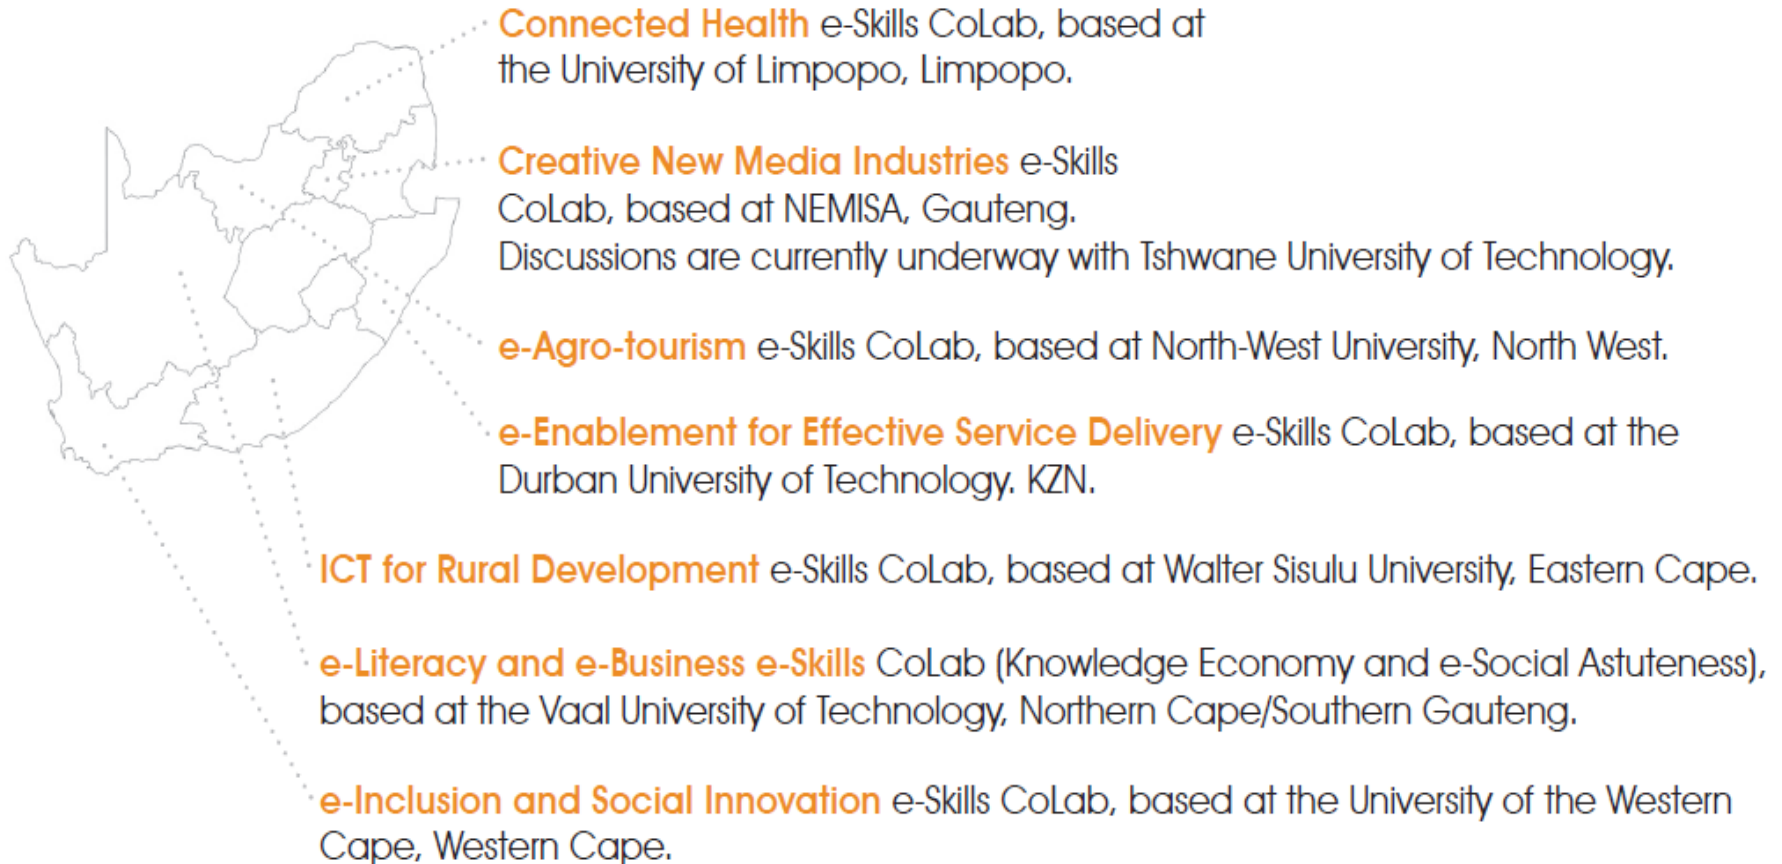 Connected Health e-Skills CoLab, based at
the University of Limpopo, Limpopo.
Creative New Media Industries e-Skills
CoLab, based at NEMISA, Gauteng.
Discussions are currently underway with Tshwane University of Technology.
e-Agro-tourism e-Skills CoLab, based at North-West University, North West.
e-Enablement for Effective Service Delivery e-Skills CoLab, based at the
Durban University of Technology. KZN.
ICT for Rural Development e-Skills CoLab, based at Walter Sisulu University, Eastern Cape.
e-Literacy and e-Business e-Skills CoLab (Knowledge Economy and e-Social Astuteness),
based at the Vaal University of Technology, Northern Cape/Southern Gauteng.
e-Inclusion and Social Innovation e-Skills CoLab, based at the University of the Western
Cape, Western Cape.